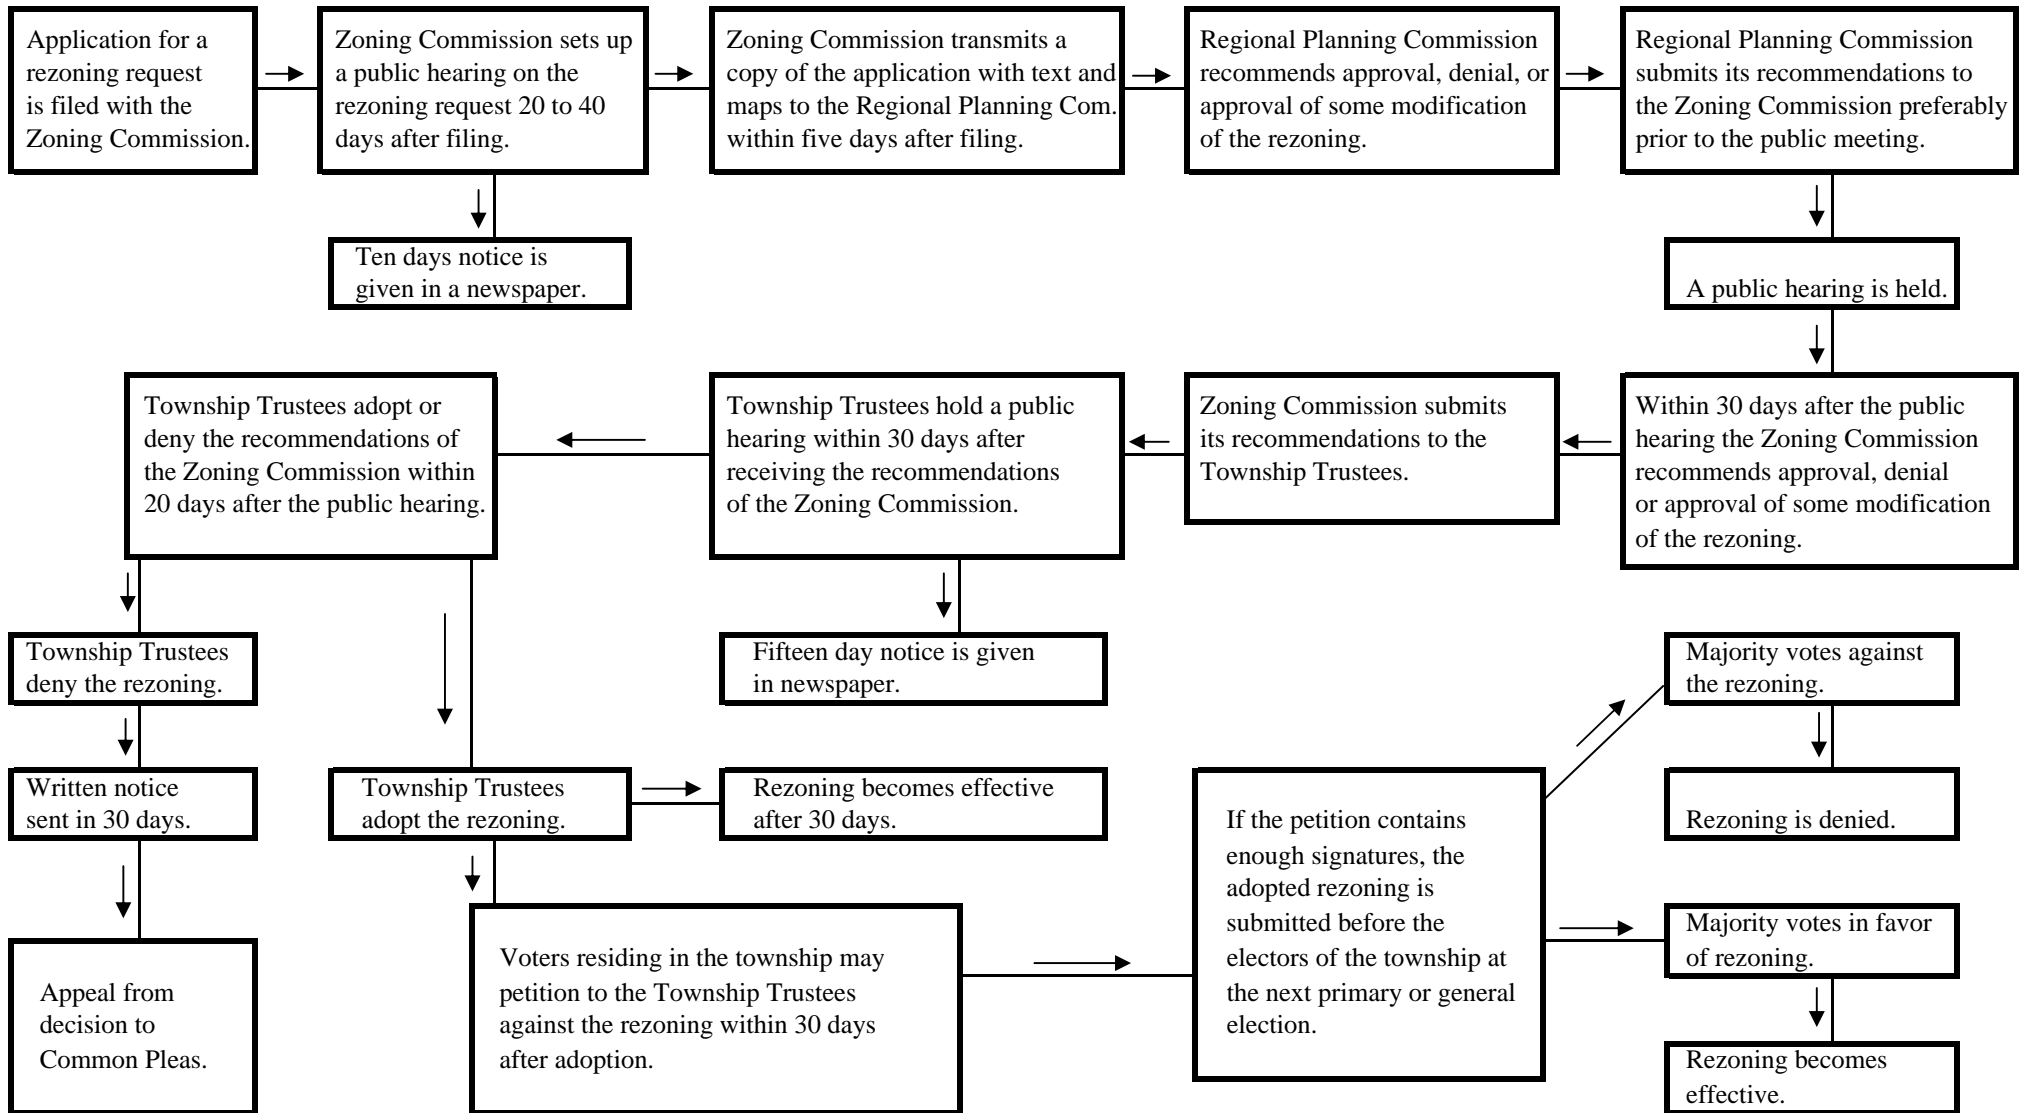 Application for a
rezoning request
is filed with the
Zoning Commission.
Zoning Commission sets up
a public hearing on the
rezoning request 20 to 40
days after filing.
Zoning Commission transmits a
copy of the application with text and
maps to the Regional Planning Com.
within five days after filing.
Regional Planning Commission
recommends approval, denial, or
approval of some modification
of the rezoning.
Regional Planning Commission
submits its recommendations to
the Zoning Commission preferably
prior to the public meeting.
Ten days notice is
given in a newspaper.
A public hearing is held.
Within 30 days after the public
hearing the Zoning Commission
recommends approval, denial
or approval of some modification
of the rezoning.
Zoning Commission submits
its recommendations to the
Township Trustees.
Township Trustees hold a public
hearing within 30 days after
receiving the recommendations
of the Zoning Commission.
Township Trustees adopt or
deny the recommendations of
the Zoning Commission within
20 days after the public hearing.
Township Trustees
deny the rezoning.
Fifteen day notice is given
in newspaper.
Written notice
sent in 30 days.
Township Trustees
adopt the rezoning.
Rezoning becomes effective
after 30 days.
Appeal from
decision to
Common Pleas.
Voters residing in the township may
petition to the Township Trustees
against the rezoning within 30 days
after adoption.
If the petition contains
enough signatures, the
adopted rezoning is
submitted before the
electors of the township at
the next primary or general
election.
Majority votes against
the rezoning.
Rezoning is denied.
Majority votes in favor
of rezoning.
Rezoning becomes
effective.